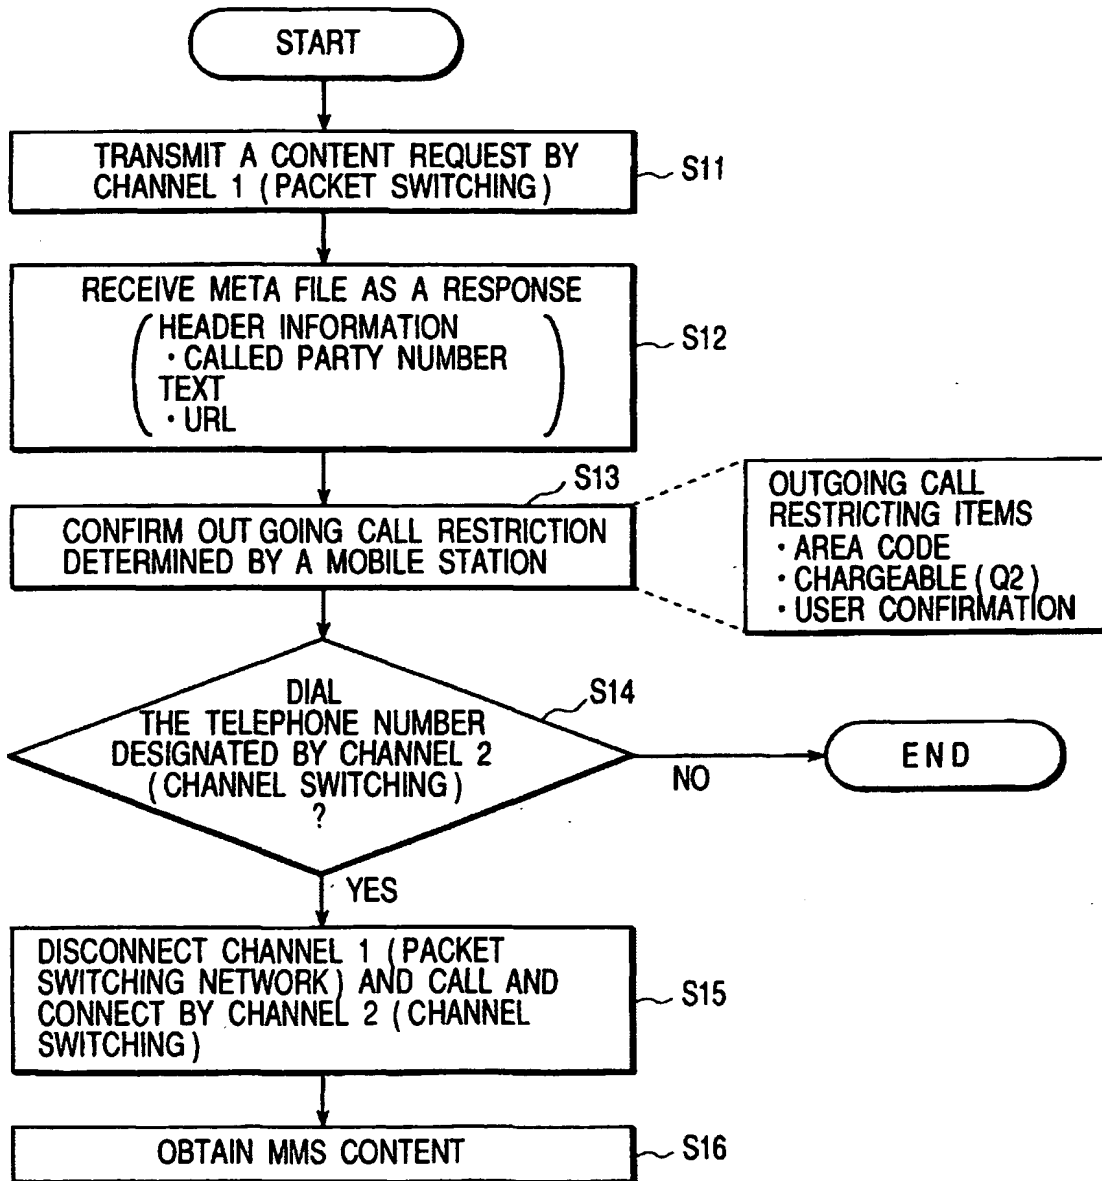 START
TRANSMIT A CONTENT REQUEST BY
CHANNEL 1 (PACKET SWITCHING)
S11
RECEIVE META FILE AS A RESPONSE
HEADER INFORMATION
・CALLED PARTY NUMBER
TEXT
・URL
S12
S13
CONFIRM OUT GOING CALL RESTRICTION
DETERMINED BY A MOBILE STATION
OUTGOING CALL
RESTRICTING ITEMS
・AREA CODE
・CHARGEABLE (Q2)
・USER CONFIRMATION
S14
DIAL
THE TELEPHONE NUMBER
DESIGNATED BY CHANNEL 2
(CHANNEL SWITCHING)
?
NO
END
YES
DISCONNECT CHANNEL 1 (PACKET
SWITCHING NETWORK) AND CALL AND
CONNECT BY CHANNEL 2 (CHANNEL
SWITCHING)
S15
OBTAIN MMS CONTENT
S16